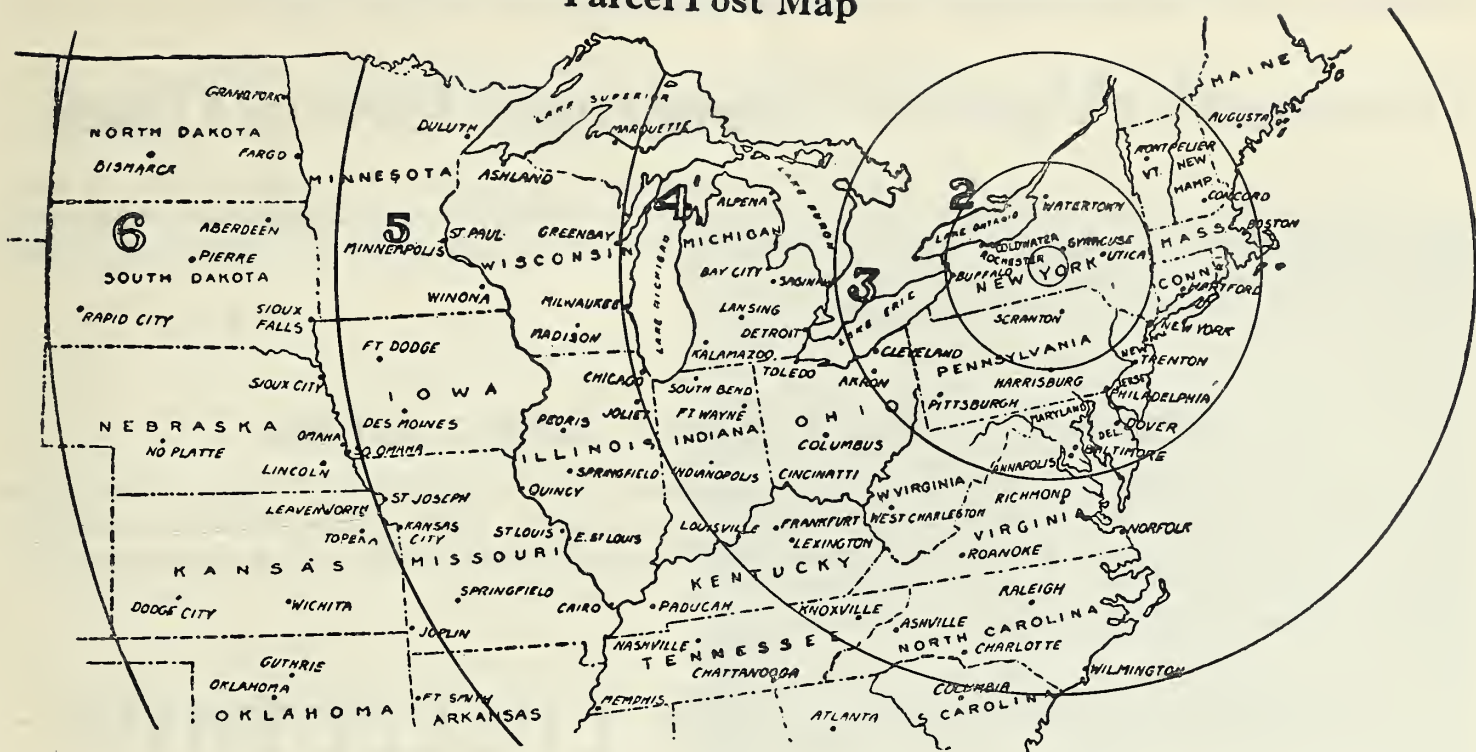 Parcel Post Map
GRANDFORK
NORTH DAKOTA
BISMARCK
FARGO
6
ABERDEEN
PIERRE
SOUTH DAKOTA
RAPID CITY
SIOUX
FALLS
SIOUX CITY
NEBRASKA
NO PLATTE
OMAHA
LINCOLN
SO OMAHA
LEAVENWORTH
TOPEKA
KANSAS
DODGE CITY
WICHITA
GUTHRIE
OKLAHOMA
OKLAHOMA
DULUTH
MINNESOTA
5
MINNEAPOLIS
ST. PAUL
WINONA
FT DODGE
IOWA
DES MOINES
ST JOSEPH
KANSAS
CITY
MISSOURI
ST LOUIS
SPRINGFIELD
JOPLIN
FT SMITH
ARKANSAS
LAKE SUPERIOR
MARQUETTE
ASHLAND
GREENBAY
WISCONSIN
MILWAUKEE
MADISON
CHICAGO
JOLIET
PEORIS
ILLINOIS
SPRINGFIELD
QUINCY
E. ST LOUIS
CAIRO
4
LAKE MICHIGAN
ALPENA
LAKE HURON
MICHIGAN
BAY CITY
SAGINAW
LANSING
DETROIT
KALAMAZOO
SOUTH BEND
FT WAYNE
INDIANA
INDIANOPOLIS
TOLEDO
3
LAKE ERIE
CLEVELAND
AKRON
OHIO
COLUMBUS
CINCINATTI
LOUISVILLE
FRANKFURT
LEXINGTON
KENTUCKY
PADUCAH
KNOXVILLE
NASHVILLE
TENNESSEE
CHATTANOOGA
MEMPHIS
2
LAKE ONTARIO
WATERTOWN
COLDWATER
ROCHESTER
SYRACUSE
UTICA
BUFFALO
NEW YORK
SCRANTON
PENNSYLVANIA
HARRISBURG
PITTSBURGH
MAINE
AUGUSTA
MONTPELIER
VT.
NEW
HAMP
CONCORD
BOSTON
MASS
CONN
HARTFORD
NEW YORK
NEW
JERSEY
TRENTON
PHILADELPHIA
MARYLAND
DEL.
DOVER
BALTIMORE
ANNAPOLIS
W VIRGINIA
WEST CHARLESTON
RICHMOND
VIRGINIA
NORFOLK
ROANOKE
RALEIGH
ASHVILLE
NORTH CAROLINA
CHARLOTTE
WILMINGTON
COLUMBIA
S CAROLINA
ATLANTA